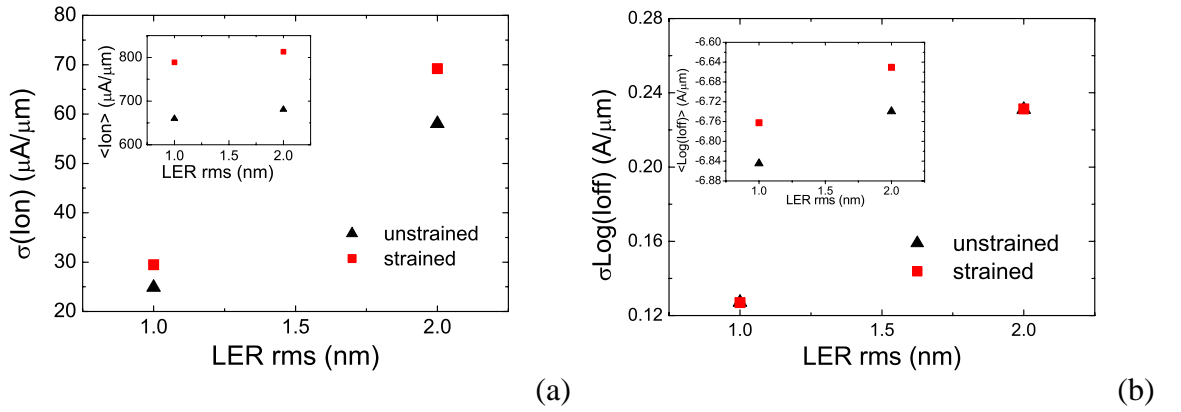 80
70
60
50
40
30
20
σ(Ion) (μA/μm)
800
700
600
<Ion> (μA/μm)
1.0 1.5 2.0
LER rms (nm)
unstrained
strained
1.0 1.5 2.0
LER rms (nm)
(a)
0.28
0.24
0.20
0.16
0.12
σLog(Ioff) (A/μm)
-6.60
-6.64
-6.68
-6.72
-6.76
-6.80
-6.84
-6.88
<Log(Ioff)> (A/μm)
1.0 1.5 2.0
LER rms (nm)
unstrained
strained
1.0 1.5 2.0
LER rms (nm)
(b)